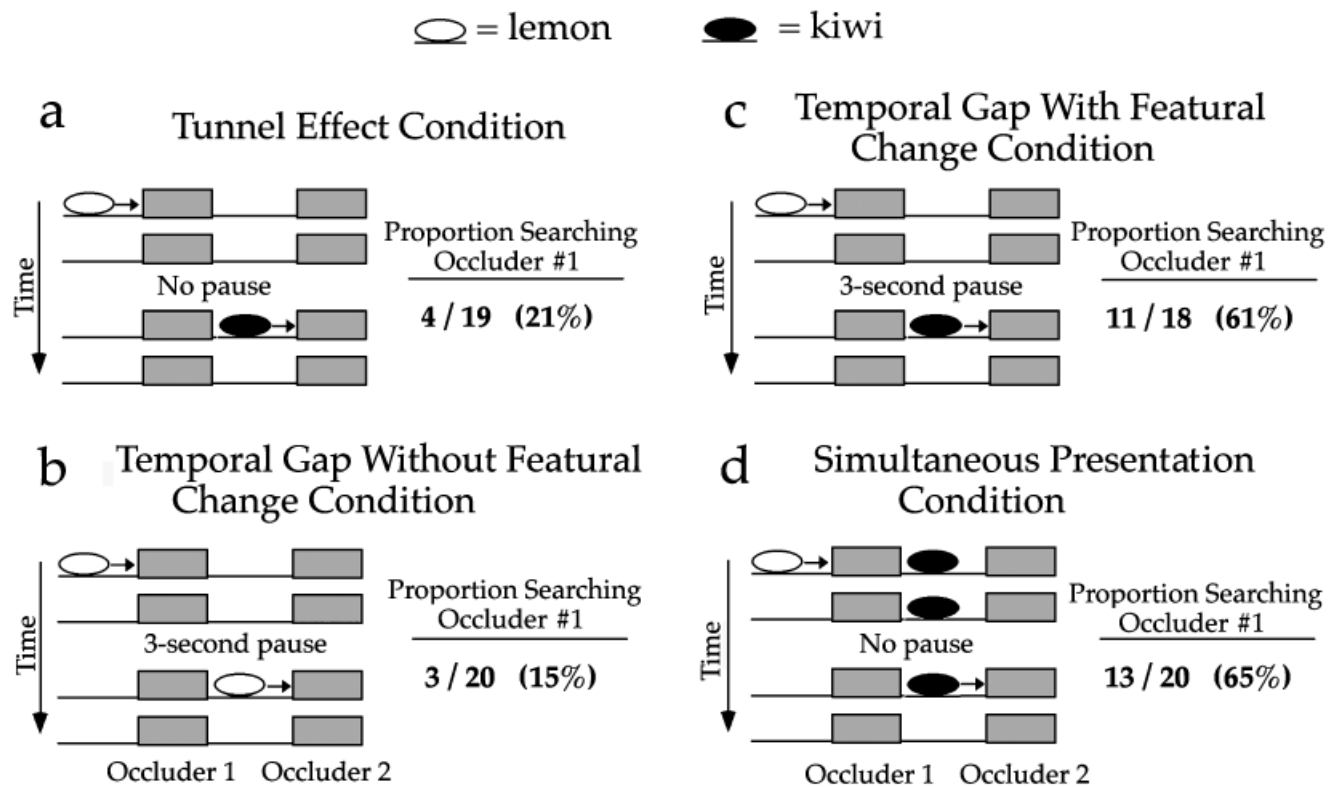 = lemon
= kiwi
a
Tunnel Effect Condition
Time
No pause
Proportion Searching
Occluder #1
4 / 19 (21%)
c
Temporal Gap With Featural
Change Condition
Time
3-second pause
Proportion Searching
Occluder #1
11 / 18 (61%)
b
Temporal Gap Without Featural
Change Condition
Time
3-second pause
Proportion Searching
Occluder #1
3 / 20 (15%)
Occluder 1
Occluder 2
d
Simultaneous Presentation
Condition
Time
No pause
Proportion Searching
Occluder #1
13 / 20 (65%)
Occluder 1
Occluder 2